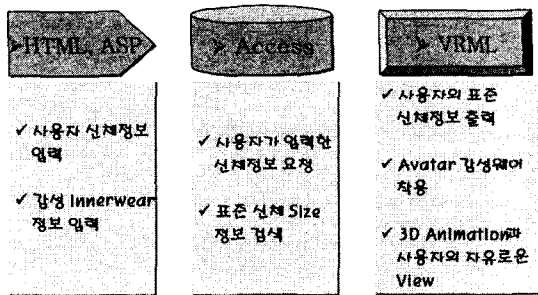 ➢HTML, ASP
✓ 사용자 신체정보
입력
✓ 감성 Innerwear
정보 입력
➢ Access
✓ 사용자가 입력한
신체정보 요청
✓ 표준 신체 Size
정보 검색
➢ VRML
✓ 사용자의 표준
신체정보 출력
✓ Avatar 감성웨어
착용
✓ 3D Animation과
사용자의 자유로운
View